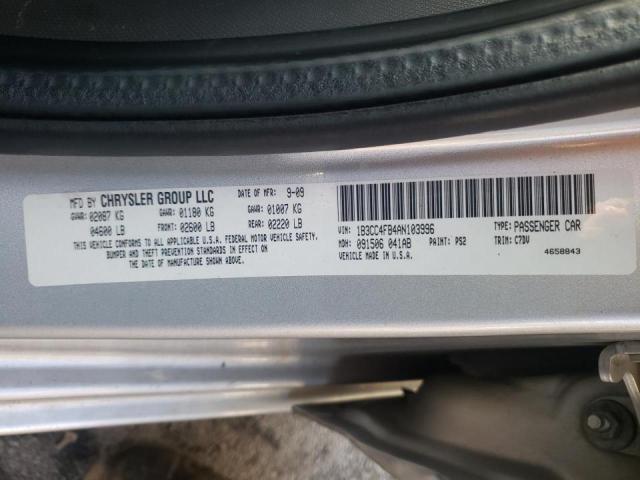 MFD BY CHRYSLER GROUP LLC DATE OF MFR: 9-09
GVWR: 02087 KG GAWR: 01180 KG GAWR: 01007 KG
04600 LB FRONT: 02600 LB REAR: 02220 LB
THIS VEHICLE CONFORMS TO ALL APPLICABLE U.S.A. FEDERAL MOTOR VEHICLE SAFETY,
BUMPER AND THEFT PREVENTION STANDARDS IN EFFECT ON
THE DATE OF MANUFACTURE SHOWN ABOVE.
VIN: 1B3CC4FB4AN103996 TYPE: PASSENGER CAR
MDH: 091506 041AB PAINT: PS2 TRIM: C7DV
VEHICLE MADE IN U.S.A. 4658843